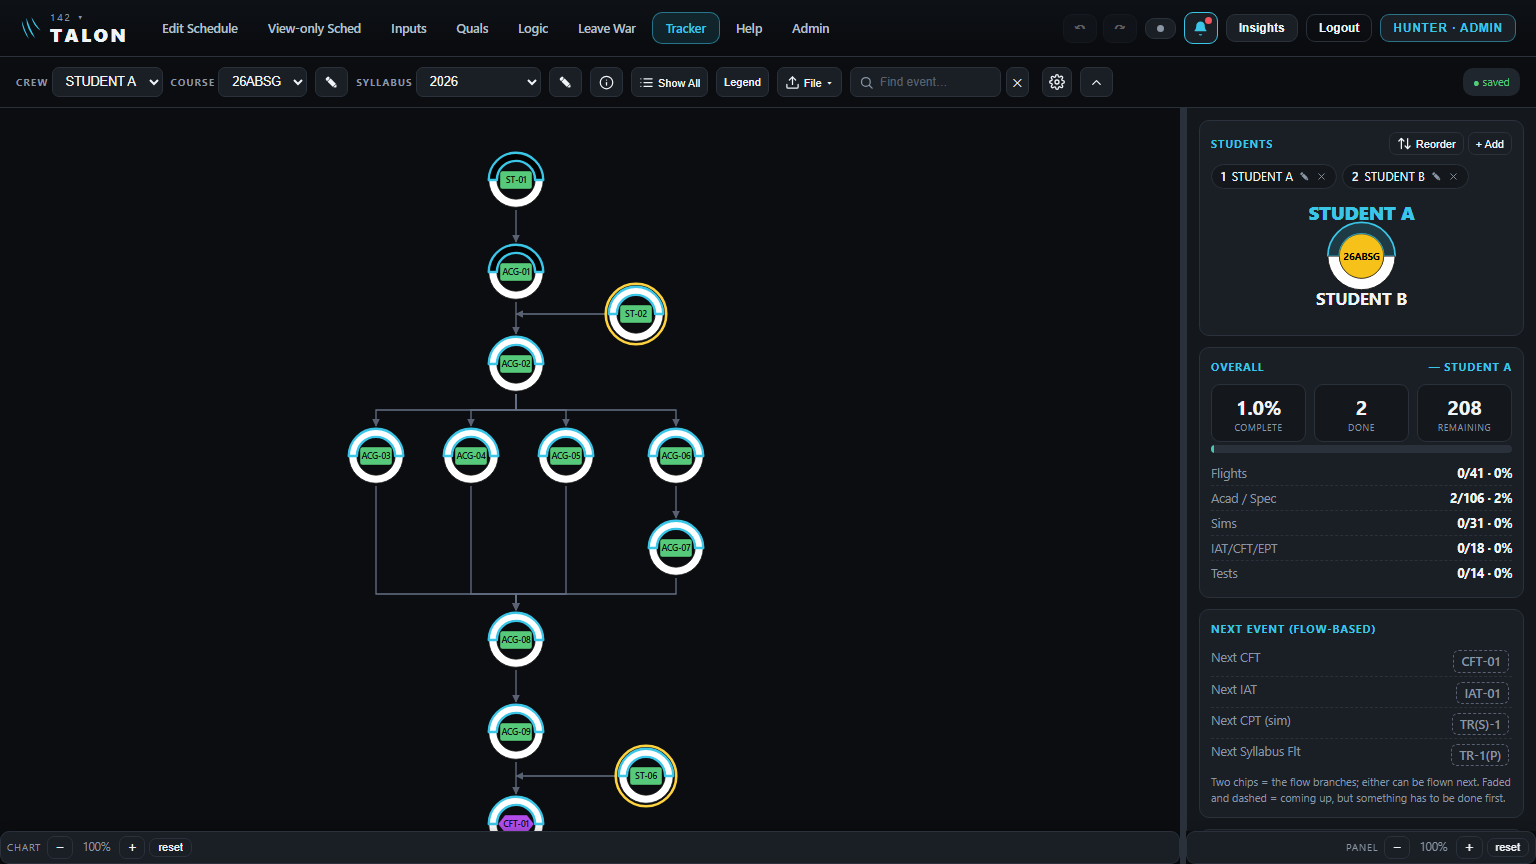 142
TALON
Edit Schedule
View-only Sched
Inputs
Quals
Logic
Leave War
Tracker
Help
Admin
Insights
Logout
HUNTER · ADMIN
CREW
STUDENT A
COURSE
26ABSG
SYLLABUS
2026
Show All
Legend
File
Find event...
saved
ST-01
ACG-01
ST-02
ACG-02
ACG-03
ACG-04
ACG-05
ACG-06
ACG-07
ACG-08
ACG-09
ST-06
CFT-01
STUDENTS
Reorder
+ Add
1 STUDENT A
2 STUDENT B
STUDENT A
26ABSG
STUDENT B
OVERALL
— STUDENT A
1.0%
COMPLETE
2
DONE
208
REMAINING
Flights 0/41 · 0%
Acad / Spec 2/106 · 2%
Sims 0/31 · 0%
IAT/CFT/EPT 0/18 · 0%
Tests 0/14 · 0%
NEXT EVENT (FLOW-BASED)
Next CFT CFT-01
Next IAT IAT-01
Next CPT (sim) TR(S)-1
Next Syllabus Flt TR-1(P)
Two chips = the flow branches; either can be flown next. Faded
and dashed = coming up, but something has to be done first.
CHART − 100% + reset
PANEL − 100% + reset